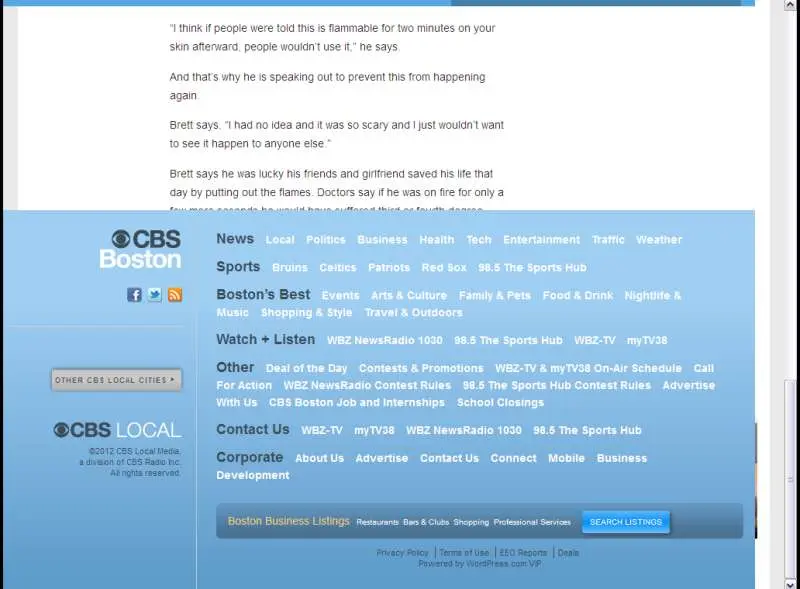 “I think if people were told this is flammable for two minutes on your
skin afterward, people wouldn’t use it,” he says.
And that’s why he is speaking out to prevent this from happening
again.
Brett says, “I had no idea and it was so scary and I just wouldn’t want
to see it happen to anyone else.”
Brett says he was lucky his friends and girlfriend saved his life that
day by putting out the flames. Doctors say if he was on fire for only a
few more seconds he would have suffered third or fourth degree
CBS
Boston
OTHER CBS LOCAL CITIES
CBS LOCAL
©2012 CBS Local Media,
a division of CBS Radio Inc.
All rights reserved.
News Local Politics Business Health Tech Entertainment Traffic Weather
Sports Bruins Celtics Patriots Red Sox 98.5 The Sports Hub
Boston’s Best Events Arts & Culture Family & Pets Food & Drink Nightlife &
Music Shopping & Style Travel & Outdoors
Watch + Listen WBZ NewsRadio 1030 98.5 The Sports Hub WBZ-TV myTV38
Other Deal of the Day Contests & Promotions WBZ-TV & myTV38 On-Air Schedule Call
For Action WBZ NewsRadio Contest Rules 98.5 The Sports Hub Contest Rules Advertise
With Us CBS Boston Job and Internships School Closings
Contact Us WBZ-TV myTV38 WBZ NewsRadio 1030 98.5 The Sports Hub
Corporate About Us Advertise Contact Us Connect Mobile Business
Development
Boston Business Listings Restaurants Bars & Clubs Shopping Professional Services SEARCH LISTINGS
Privacy Policy | Terms of Use | EEO Reports | Deals
Powered by WordPress.com VIP